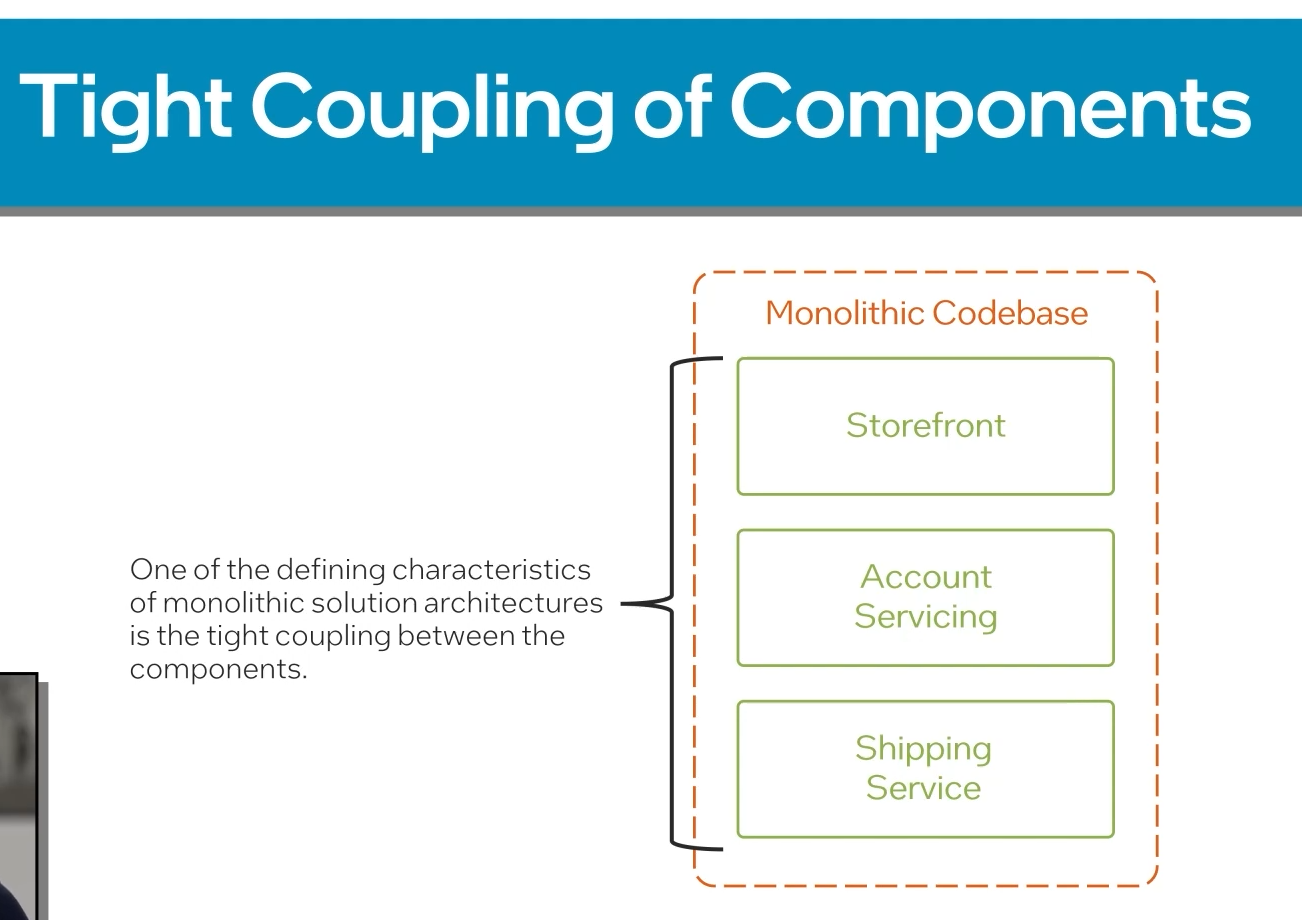 Tight Coupling of Components
Monolithic Codebase
Storefront
One of the defining characteristics
of monolithic solution architectures
is the tight coupling between the
components.
Account
Servicing
Shipping
Service